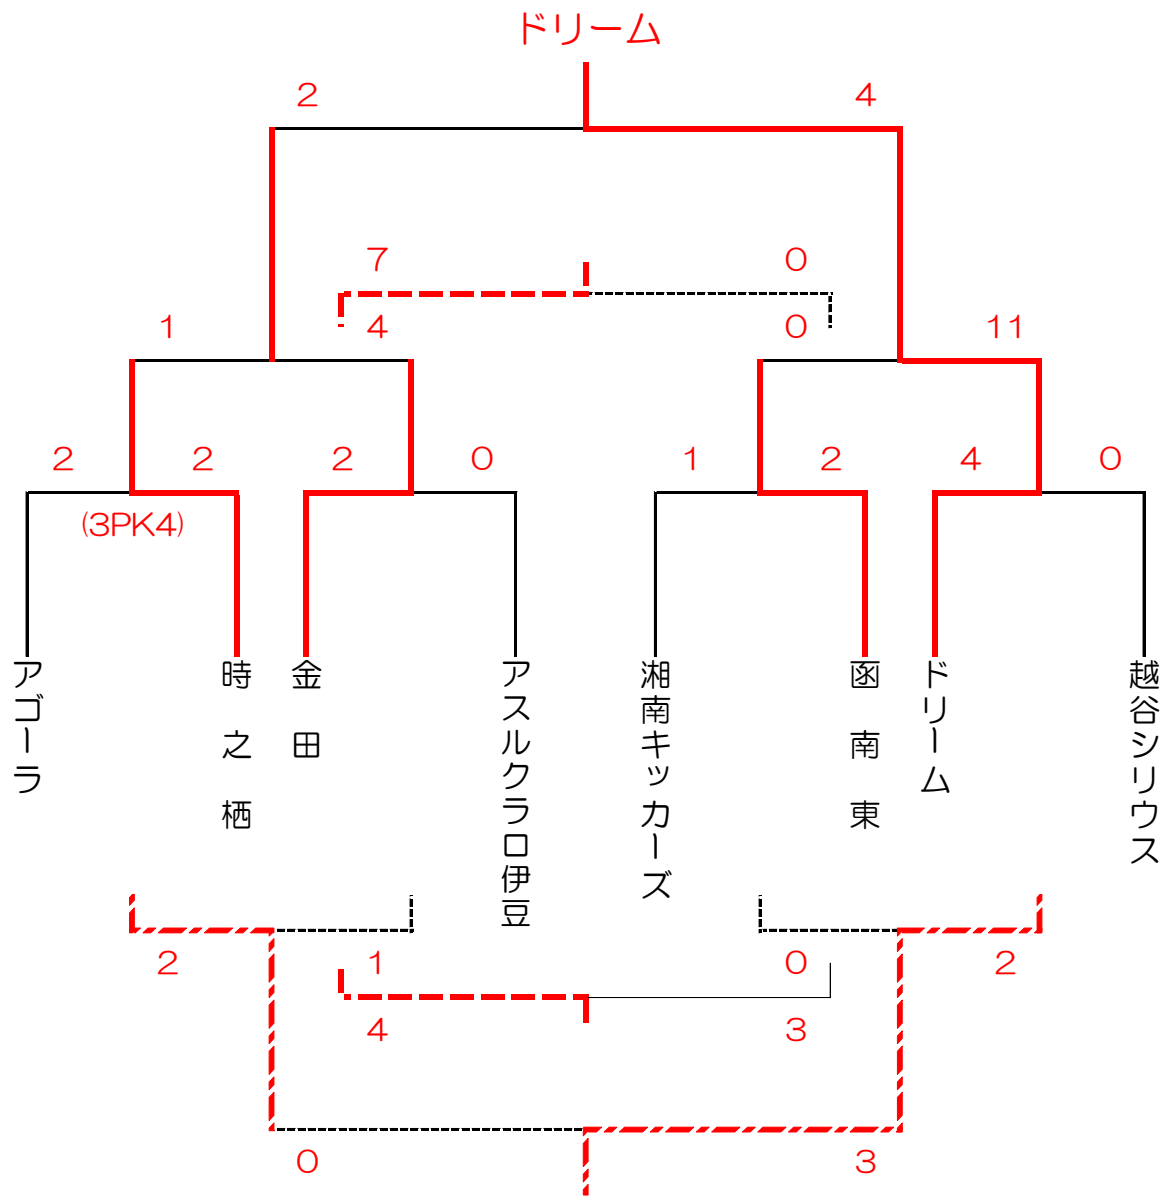 ドリーム
2 4
7 0
1 4 0 11
2 2 2 0 1 2 4 0
(3PK4)
アゴーラ
時之栖
金田
アスルクラロ伊豆
湘南キッカーズ
函南東
ドリーム
越谷シリウス
2 1 0 2
4 3
0 3